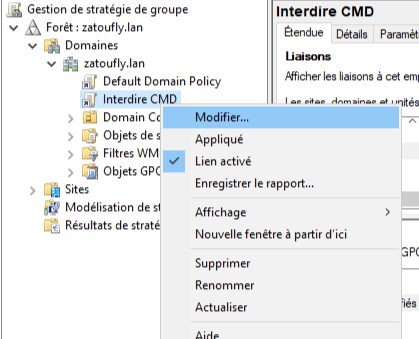 Gestion de stratégie de groupe
Forêt : zatoufly.lan
Domaines
zatoufly.lan
Default Domain Policy
Interdire CMD
Domain Co
Objets de s
Filtres WM
Objets GPO
Sites
Modélisation de st
Résultats de straté
Modifier...
Appliqué
Lien activé
Enregistrer le rapport...
Affichage
Nouvelle fenêtre à partir d'ici
Supprimer
Renommer
Actualiser
Aide
Interdire CMD
Étendue Détails Paramèt
Liaisons
Afficher les liaisons à cet emp
Les sites, domaines et unités
GPC
fiés